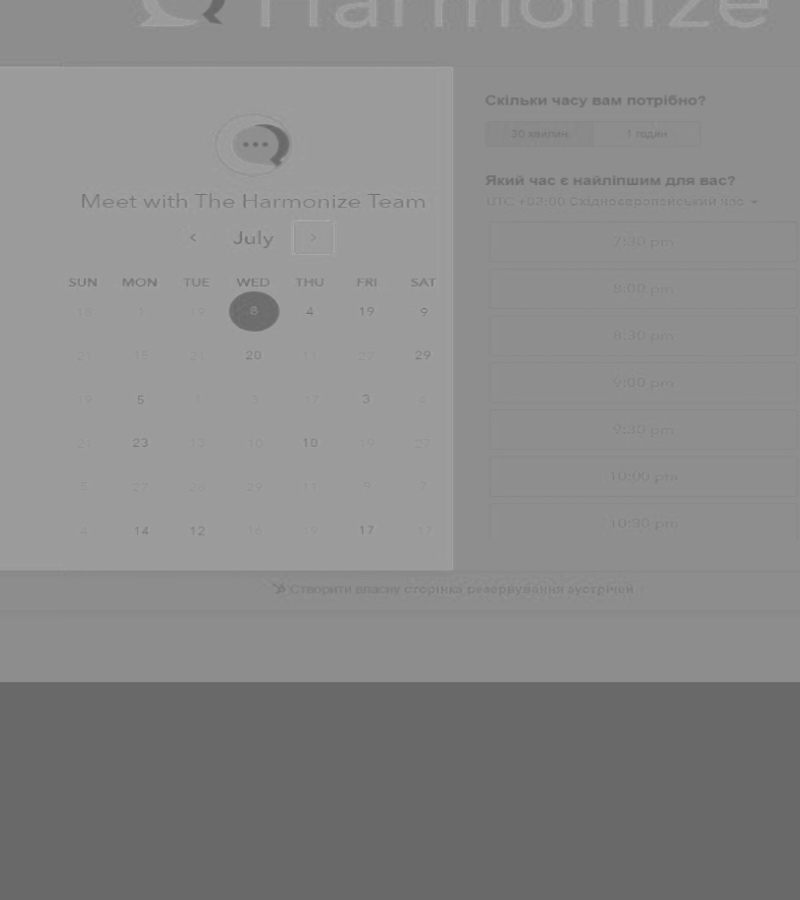 Harmonize
Meet with The Harmonize Team
July
SUN MON TUE WED THU FRI SAT
18 1 19 8 4 19 9
21 15 21 20 11 27 29
19 5 1 3 17 3 4
21 23 13 10 18 19 27
5 27 26 29 11 9 2
4 14 12 16 19 17 17
Скільки часу вам потрібно?
30 хвилин 1 годин
Який час є найліпшим для вас?
UTC +03:00 Східноєвропейський час
7:30 pm
8:00 pm
8:30 pm
9:00 pm
9:30 pm
10:00 pm
10:30 pm
Створити власну сторінка резервування зустрічей